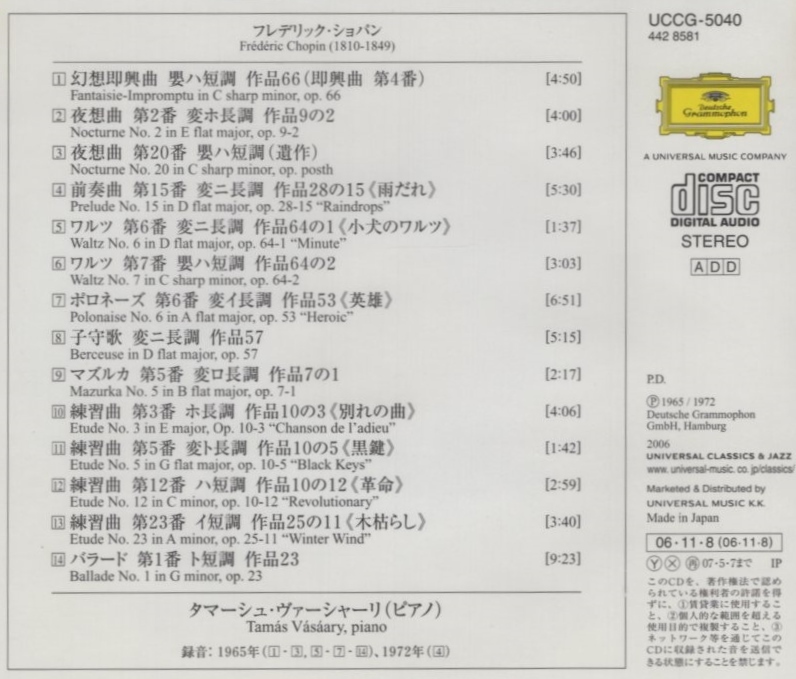 フレデリック・ショパン
Frédéric Chopin (1810-1849)
1 幻想即興曲 嬰ハ短調 作品66(即興曲 第4番) [4:50]
Fantaisie-Impromptu in C sharp minor, op. 66
2 夜想曲 第2番 変ホ長調 作品9の2 [4:00]
Nocturne No. 2 in E flat major, op. 9-2
3 夜想曲 第20番 嬰ハ短調(遺作) [3:46]
Nocturne No. 20 in C sharp minor, op. posth
4 前奏曲 第15番 変ニ長調 作品28の15《雨だれ》 [5:30]
Prelude No. 15 in D flat major, op. 28-15 “Raindrops”
5 ワルツ 第6番 変ニ長調 作品64の1《小犬のワルツ》 [1:37]
Waltz No. 6 in D flat major, op. 64-1 “Minute”
6 ワルツ 第7番 嬰ハ短調 作品64の2 [3:03]
Waltz No. 7 in C sharp minor, op. 64-2
7 ポロネーズ 第6番 変イ長調 作品53《英雄》 [6:51]
Polonaise No. 6 in A flat major, op. 53 “Heroic”
8 子守歌 変ニ長調 作品57 [5:15]
Berceuse in D flat major, op. 57
9 マズルカ 第5番 変ロ長調 作品7の1 [2:17]
Mazurka No. 5 in B flat major, op. 7-1
10 練習曲 第3番 ホ長調 作品10の3《別れの曲》 [4:06]
Etude No. 3 in E major, Op. 10-3 “Chanson de l'adieu”
11 練習曲 第5番 変ト長調 作品10の5《黒鍵》 [1:42]
Etude No. 5 in G flat major, op. 10-5 “Black Keys”
12 練習曲 第12番 ハ短調 作品10の12《革命》 [2:59]
Etude No. 12 in C minor, op. 10-12 “Revolutionary”
13 練習曲 第23番 イ短調 作品25の11《木枯らし》 [3:40]
Etude No. 23 in A minor, op. 25-11 “Winter Wind”
14 バラード 第1番 ト短調 作品23 [9:23]
Ballade No. 1 in G minor, op. 23
タマーシュ・ヴァーシャーリ(ピアノ)
Tamás Vásáary, piano
録音:1965年(1-3, 5-7-14)、1972年(4)
UCCG-5040
442 8581
Deutsche
Grammophon
A UNIVERSAL MUSIC COMPANY
COMPACT
disc
DIGITAL AUDIO
STEREO
ADD
P.D.
Ⓟ1965 / 1972
Deutsche Grammophon
GmbH, Hamburg
2006
UNIVERSAL CLASSICS & JAZZ
www. universal-music. co. jp/classics/
Marketed & Distributed by
UNIVERSAL MUSIC K.K.
Made in Japan
06·11·8 (06·11·8)
Ⓨ Ⓧ ㊢ 07·5·7まで IP
このCDを、著作権法で認め
られている権利者の許諾を得
ずに、①賃貸業に使用するこ
と、②個人的な範囲を超える
使用目的で複製すること、③
ネットワーク等を通じてこの
CDに収録された音を送信で
きる状態にすることを禁じます。